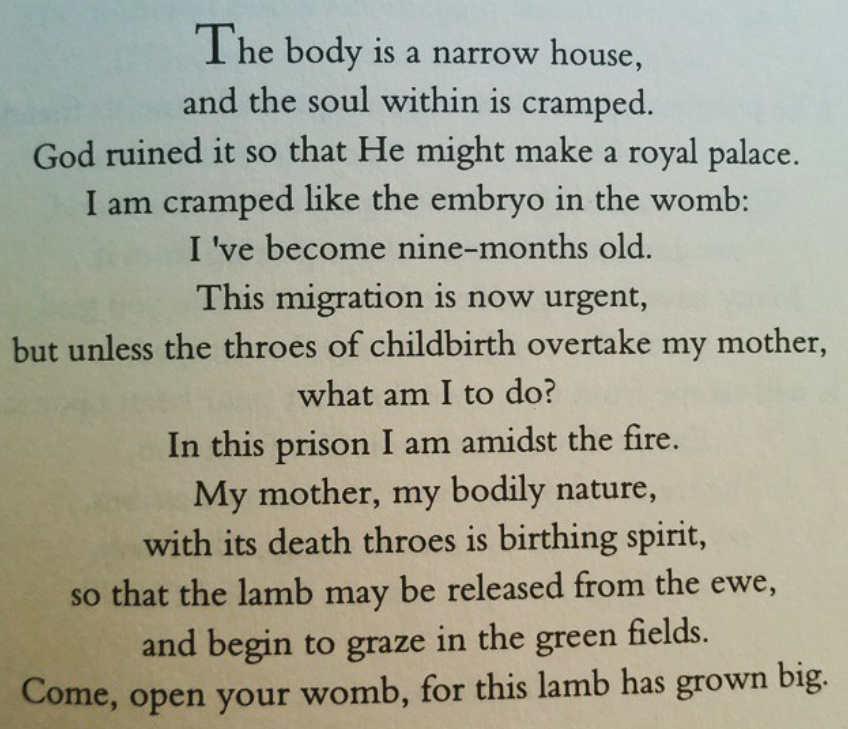 The body is a narrow house,
and the soul within is cramped.
God ruined it so that He might make a royal palace.
I am cramped like the embryo in the womb:
I 've become nine-months old.
This migration is now urgent,
but unless the throes of childbirth overtake my mother,
what am I to do?
In this prison I am amidst the fire.
My mother, my bodily nature,
with its death throes is birthing spirit,
so that the lamb may be released from the ewe,
and begin to graze in the green fields.
Come, open your womb, for this lamb has grown big.